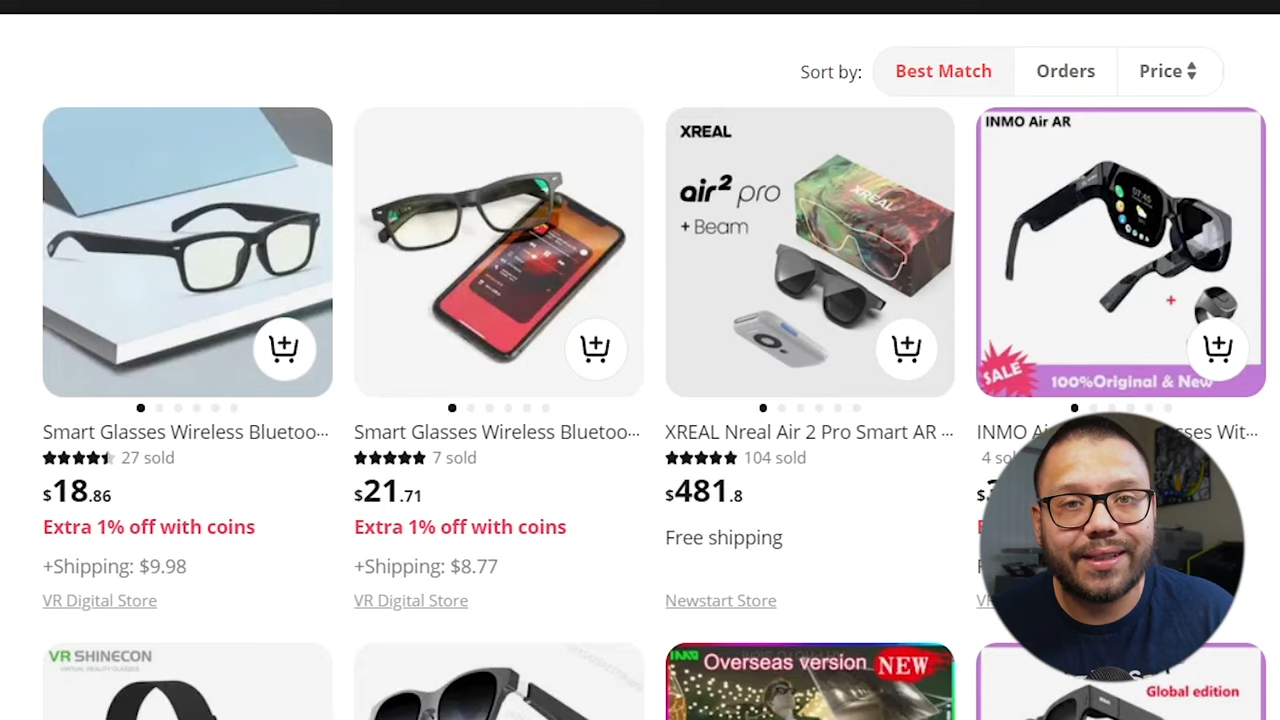 Sort by:
Best Match
Orders
Price
XREAL
air² pro
+ Beam
XREAL
INMO Air AR
SALE
100%Original & New
Smart Glasses Wireless Bluetoo···
27 sold
$18.86
Extra 1% off with coins
+Shipping: $9.98
VR Digital Store
Smart Glasses Wireless Bluetoo···
7 sold
$21.71
Extra 1% off with coins
+Shipping: $8.77
VR Digital Store
XREAL Nreal Air 2 Pro Smart AR ···
104 sold
$481.8
Free shipping
Newstart Store
INMO
4
$
VR SHINECON
VIRTUAL REALITY GLASSES
Overseas version
NEW
Global edition